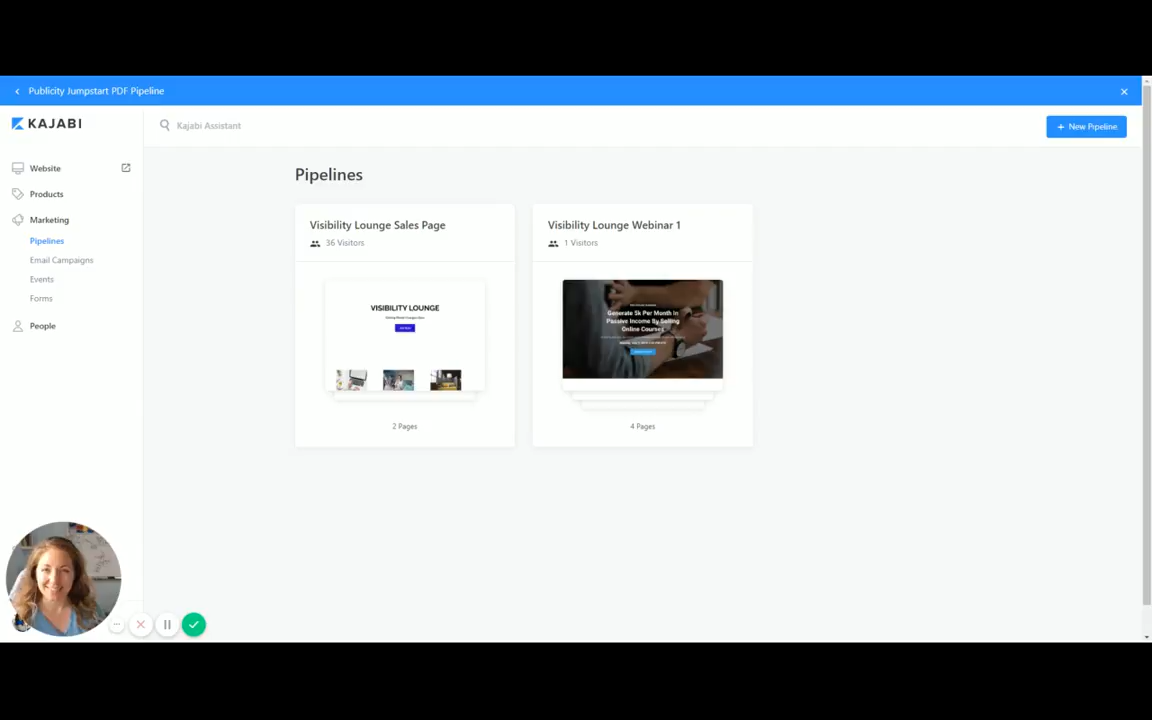 Publicity Jumpstart PDF Pipeline
KAJABI
Kajabi Assistant
+ New Pipeline
Website
Products
Marketing
Pipelines
Email Campaigns
Events
Forms
People
Pipelines
Visibility Lounge Sales Page
36 Visitors
VISIBILITY LOUNGE
2 Pages
Visibility Lounge Webinar 1
1 Visitors
Generate 5k Per Month In
Passive Income By Selling
Online Courses
4 Pages